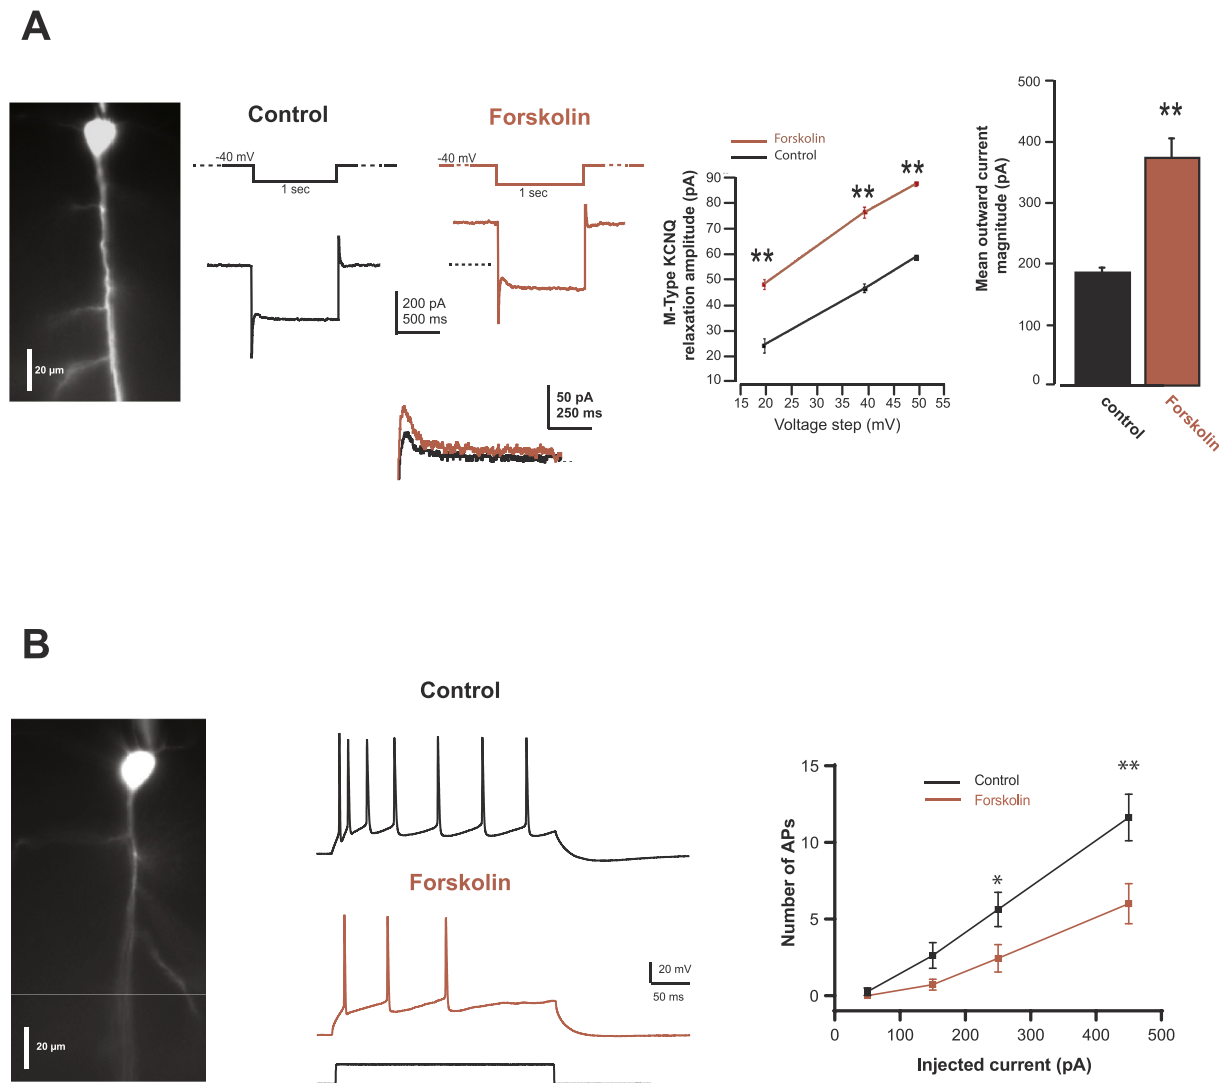 A
Control
Forskolin
-40 mV
1 sec
-40 mV
1 sec
200 pA
500 ms
20 µm
50 pA
250 ms
Forskolin
Control
M-Type KCNQ
relaxation amplitude (pA)
90
80
70
60
50
40
30
20
10
**
**
**
15 20 25 30 35 40 45 50 55
Voltage step (mV)
Mean outward current
magnitude (pA)
500
400
300
200
100
0
**
control
Forskolin
B
Control
Forskolin
20 mV
50 ms
20 µm
Number of APs
15
10
5
0
Control
Forskolin
*
**
0 100 200 300 400 500
Injected current (pA)